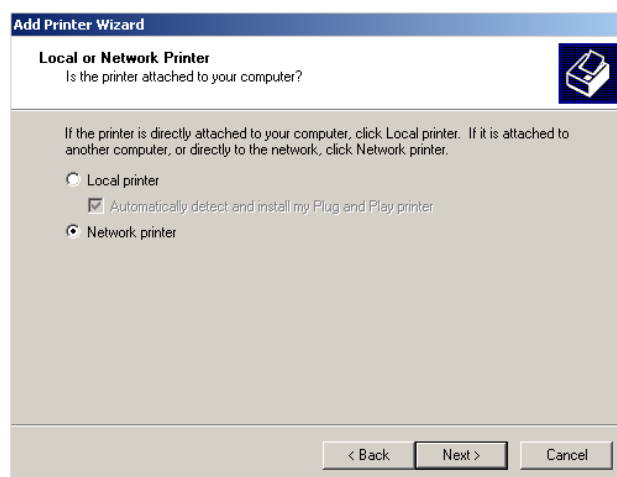 Add Printer Wizard
Local or Network Printer
Is the printer attached to your computer?
If the printer is directly attached to your computer, click Local printer. If it is attached to
another computer, or directly to the network, click Network printer.
Local printer
Automatically detect and install my Plug and Play printer
Network printer
< Back
Next >
Cancel